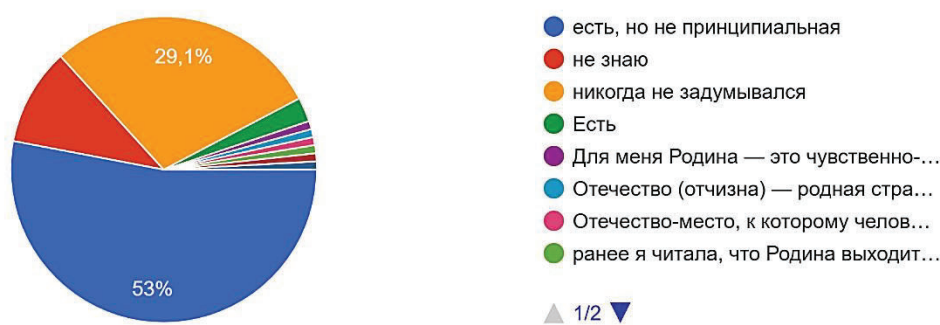 29,1%
53%
есть, но не принципиальная
не знаю
никогда не задумывался
Есть
Для меня Родина — это чувственно-...
Отечество (отчизна) — родная стра...
Отечество-место, к которому челов...
ранее я читала, что Родина выходит...
1/2